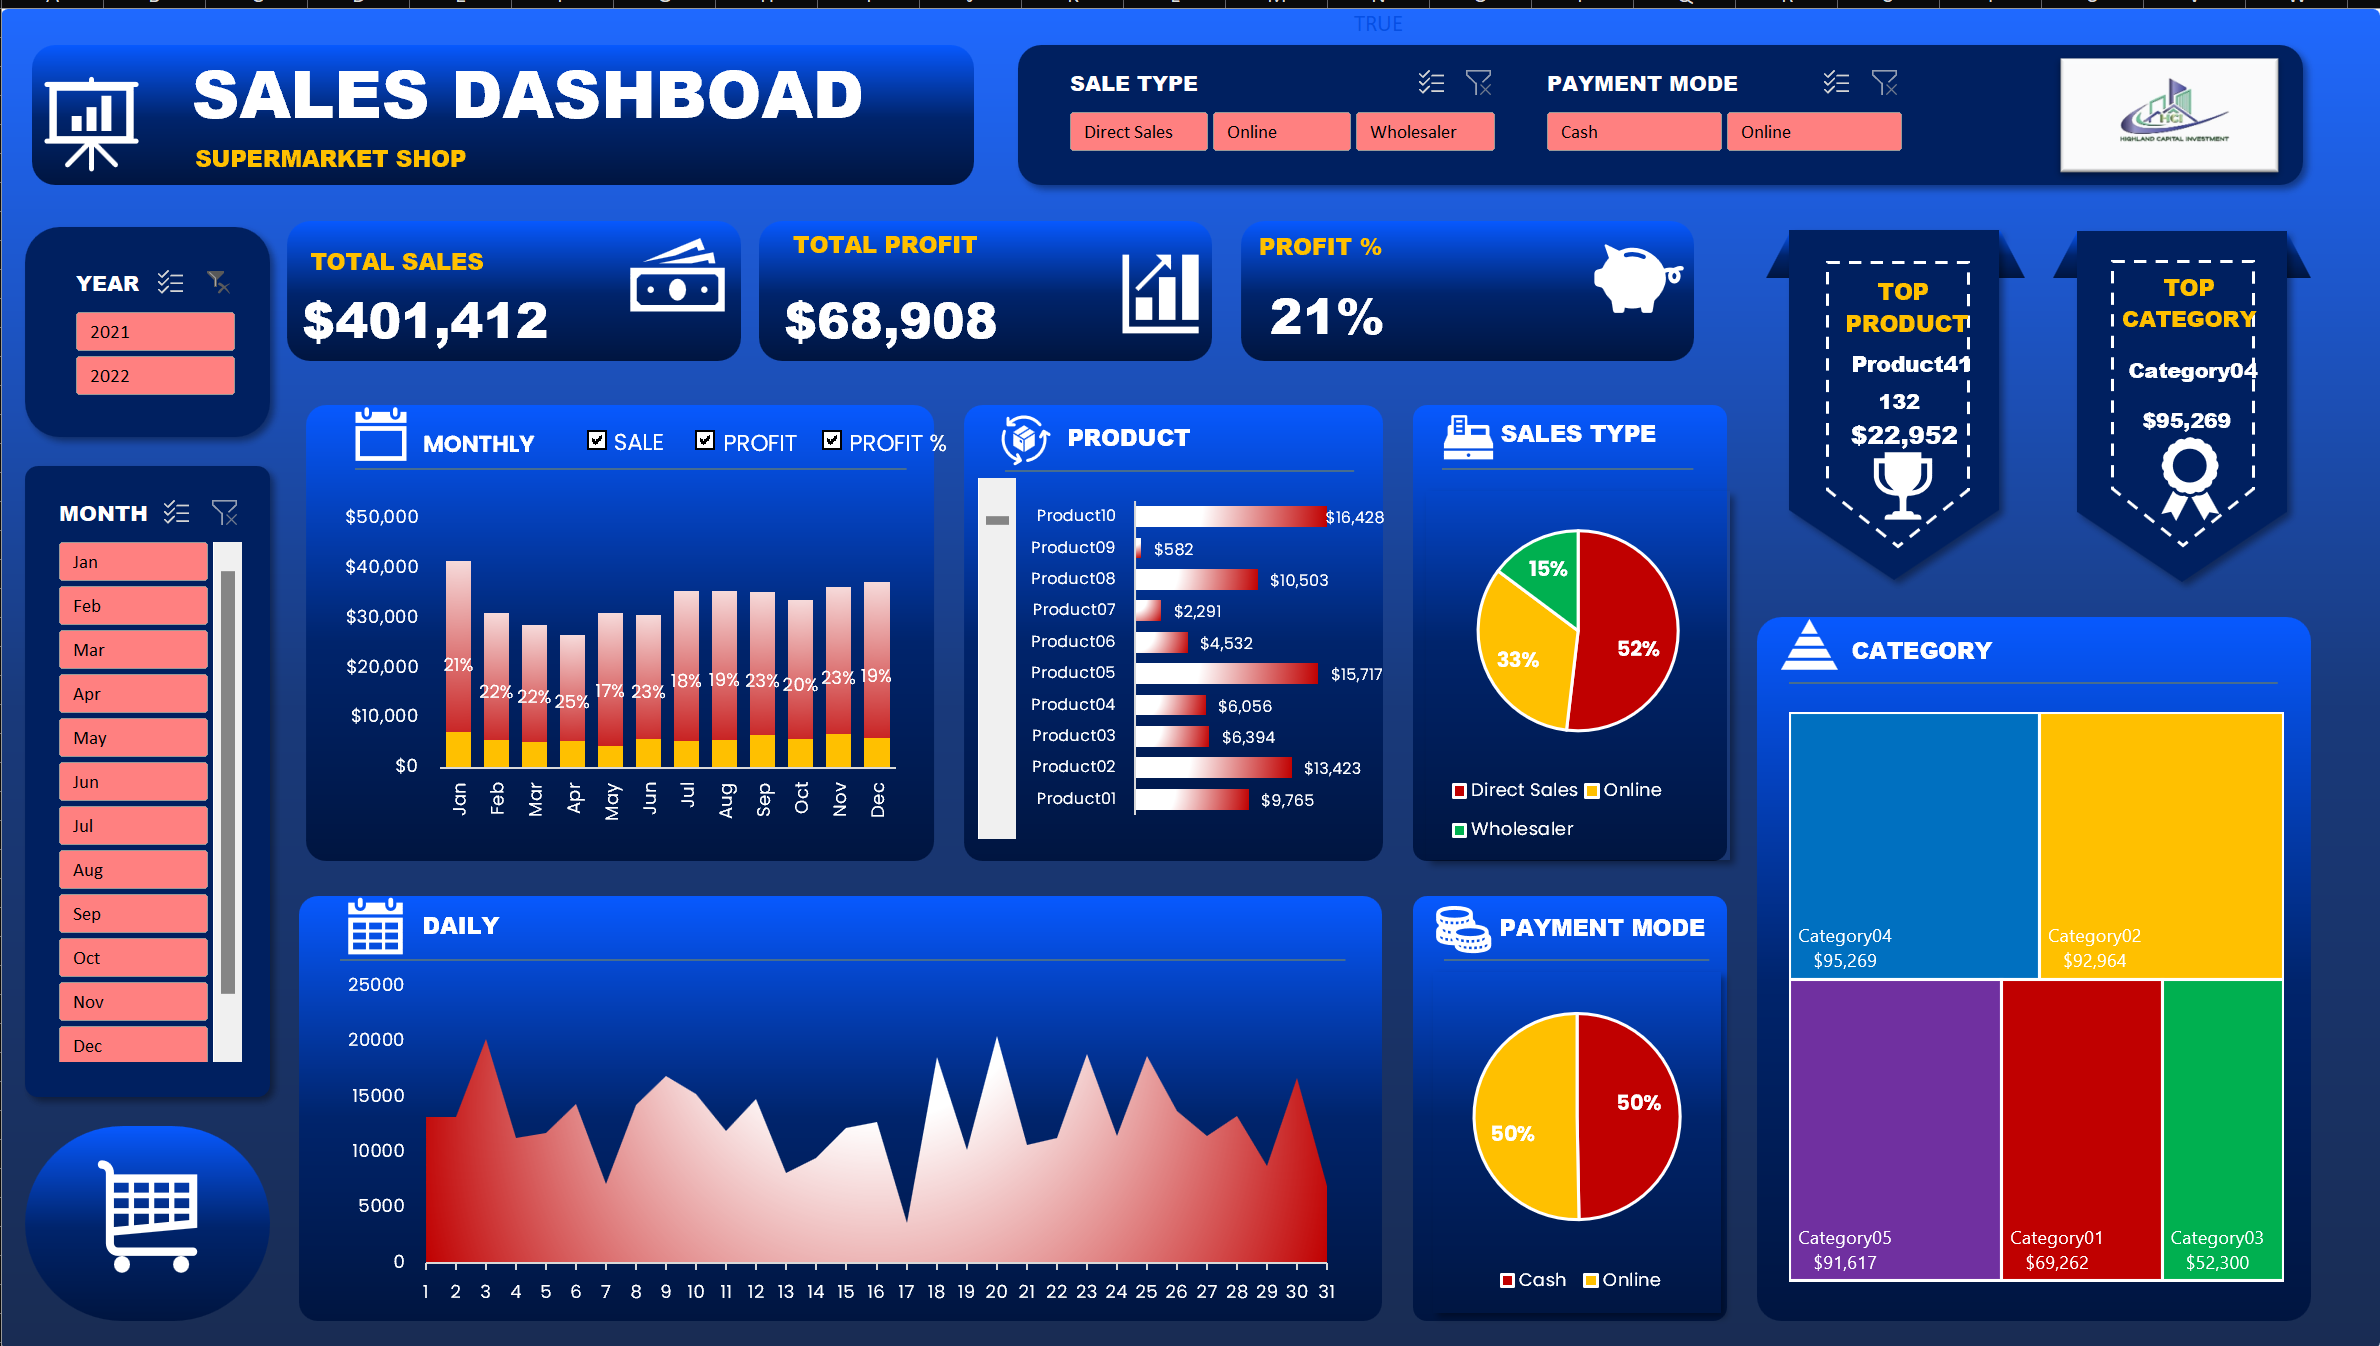 TRUE
SALES DASHBOAD
SUPERMARKET SHOP
SALE TYPE
Direct Sales
Online
Wholesaler
PAYMENT MODE
Cash
Online
HCI
HIGHLAND CAPITAL INVESTMENT
YEAR
2021
2022
TOTAL SALES
$401,412
TOTAL PROFIT
$68,908
PROFIT %
21%
TOP
PRODUCT
Product41
132
$22,952
TOP
CATEGORY
Category04
$95,269
MONTH
Jan
Feb
Mar
Apr
May
Jun
Jul
Aug
Sep
Oct
Nov
Dec
MONTHLY
SALE
PROFIT
PROFIT %
$50,000
$40,000
$30,000
$20,000
$10,000
$0
21% 22% 22% 25% 17% 23% 18% 19% 23% 20% 23% 19%
Jan Feb Mar Apr May Jun Jul Aug Sep Oct Nov Dec
PRODUCT
Product10 $16,428
Product09 $582
Product08 $10,503
Product07 $2,291
Product06 $4,532
Product05 $15,717
Product04 $6,056
Product03 $6,394
Product02 $13,423
Product01 $9,765
SALES TYPE
15%
33%
52%
Direct Sales Online
Wholesaler
DAILY
25000
20000
15000
10000
5000
0
1 2 3 4 5 6 7 8 9 10 11 12 13 14 15 16 17 18 19 20 21 22 23 24 25 26 27 28 29 30 31
PAYMENT MODE
50%
50%
Cash Online
CATEGORY
Category04
$95,269
Category02
$92,964
Category05
$91,617
Category01
$69,262
Category03
$52,300